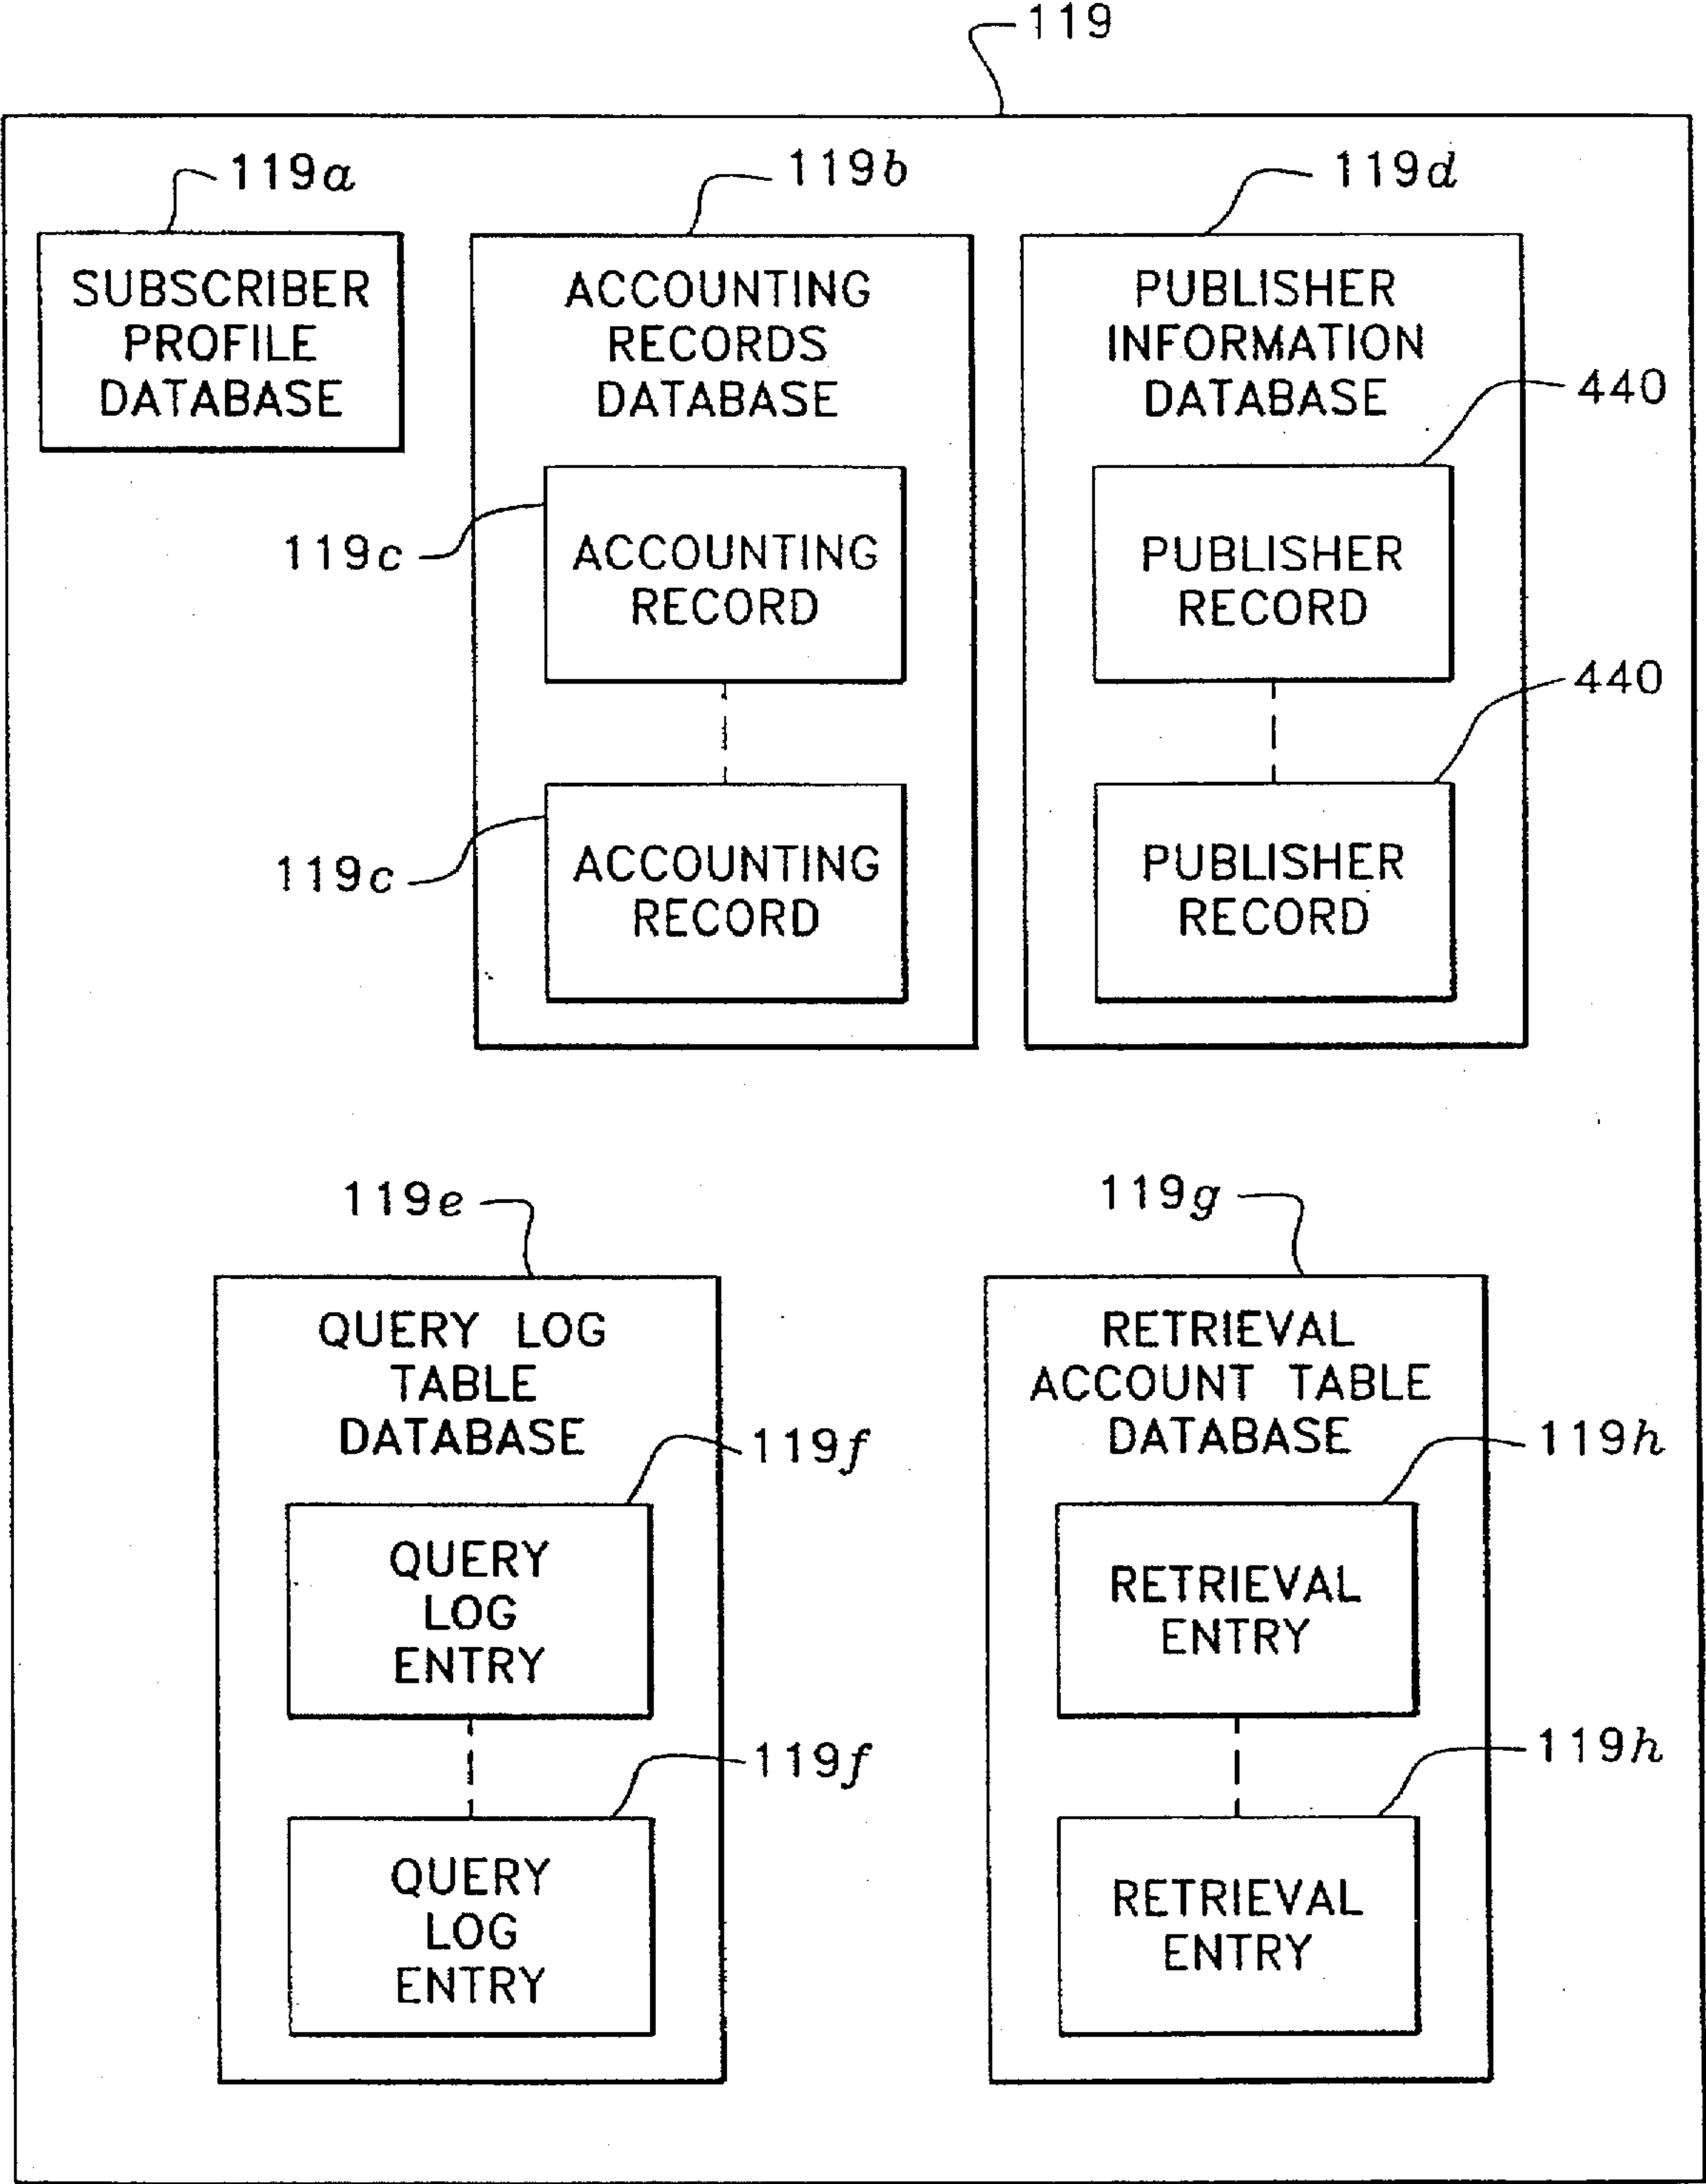 119
119a
SUBSCRIBER
PROFILE
DATABASE
119b
ACCOUNTING
RECORDS
DATABASE
119c
ACCOUNTING
RECORD
119c
ACCOUNTING
RECORD
119d
PUBLISHER
INFORMATION
DATABASE
440
PUBLISHER
RECORD
440
PUBLISHER
RECORD
119e
QUERY LOG
TABLE
DATABASE
119f
QUERY
LOG
ENTRY
119f
QUERY
LOG
ENTRY
119g
RETRIEVAL
ACCOUNT TABLE
DATABASE
119h
RETRIEVAL
ENTRY
119h
RETRIEVAL
ENTRY